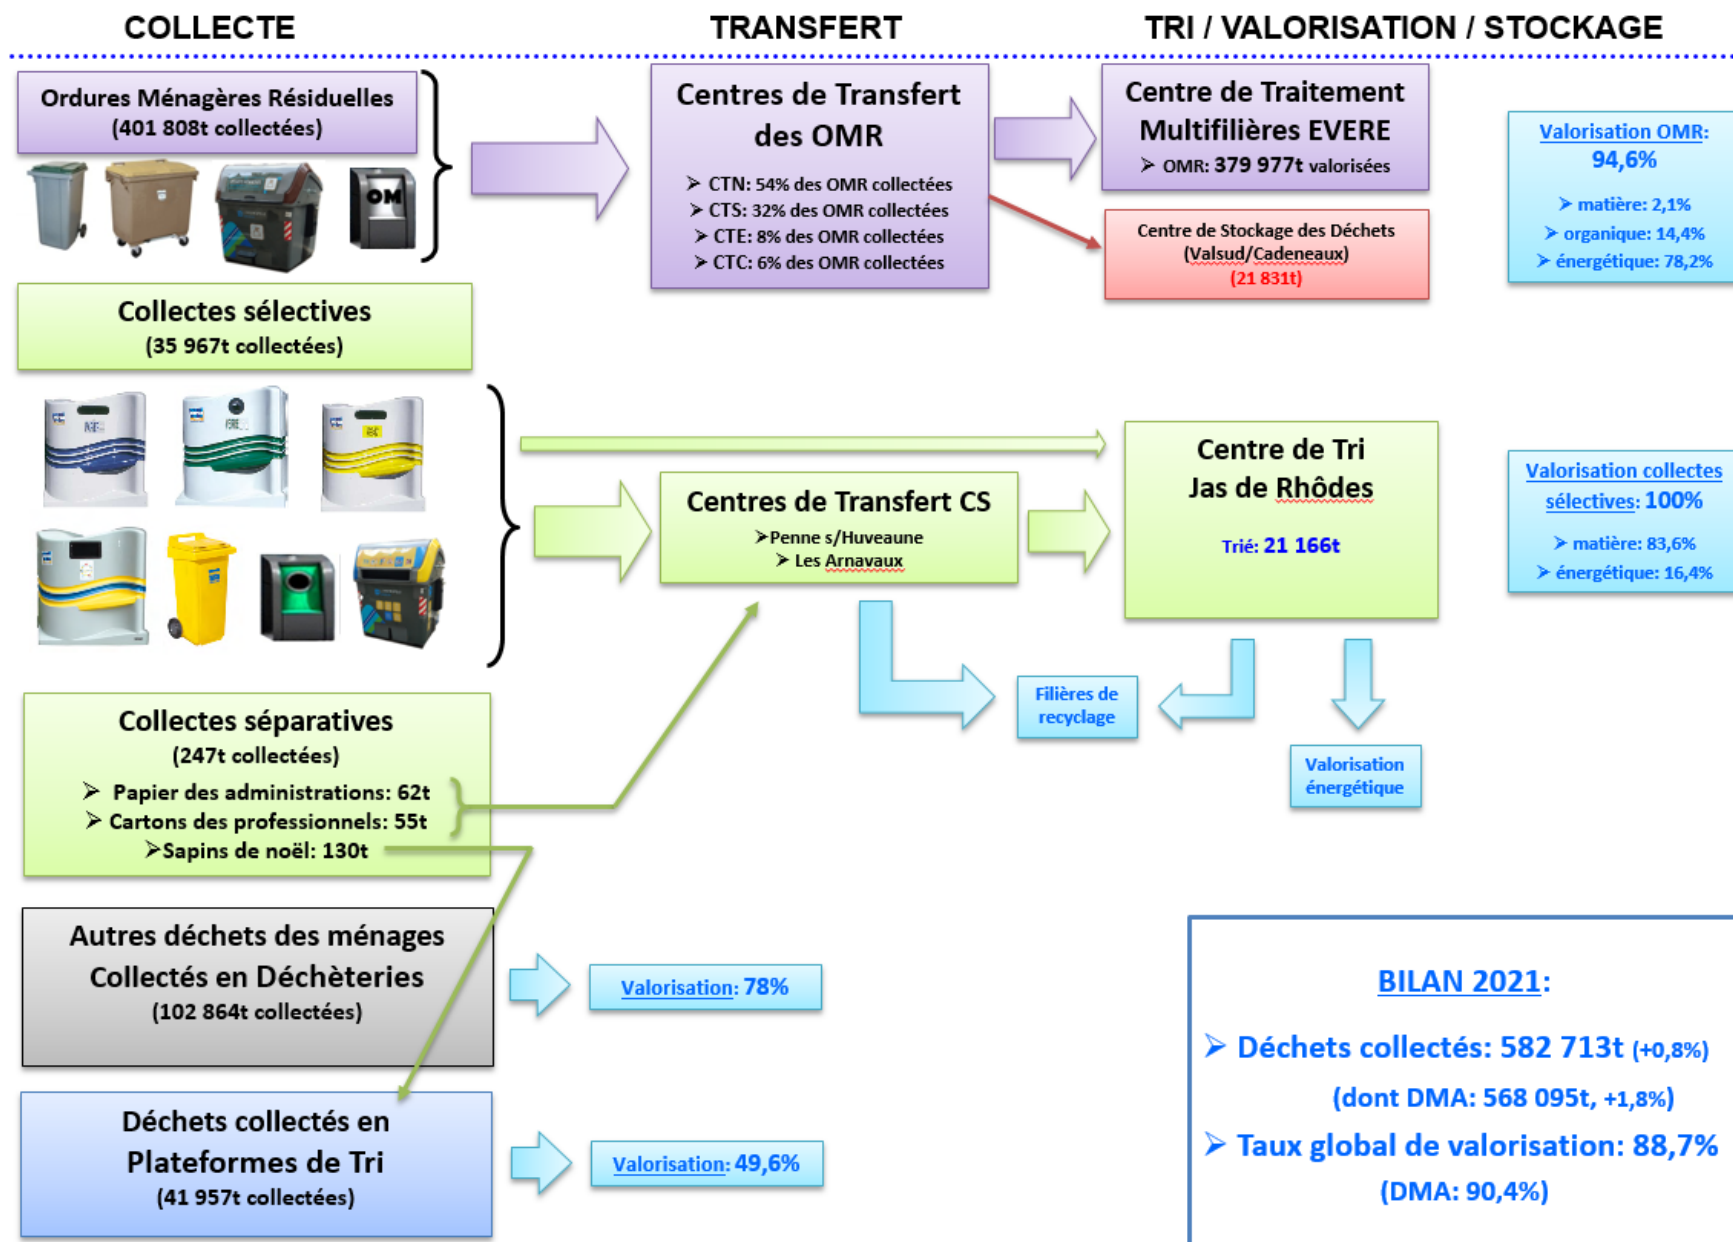 COLLECTE
TRANSFERT
TRI / VALORISATION / STOCKAGE
Ordures Ménagères Résiduelles
(401 808t collectées)
OM
Centres de Transfert
des OMR
➢ CTN: 54% des OMR collectées
➢ CTS: 32% des OMR collectées
➢ CTE: 8% des OMR collectées
➢ CTC: 6% des OMR collectées
Centre de Traitement
Multifilières EVERE
➢ OMR: 379 977t valorisées
Centre de Stockage des Déchets
(Valsud/Cadeneaux)
(21 831t)
Valorisation OMR:
94,6%
➢ matière: 2,1%
➢ organique: 14,4%
➢ énergétique: 78,2%
Collectes sélectives
(35 967t collectées)
Centres de Transfert CS
➢Penne s/Huveaune
➢ Les Arnavaux
Centre de Tri
Jas de Rhôdes
Trié: 21 166t
Valorisation collectes
sélectives: 100%
➢ matière: 83,6%
➢ énergétique: 16,4%
Filières de
recyclage
Valorisation
énergétique
Collectes séparatives
(247t collectées)
➢ Papier des administrations: 62t
➢ Cartons des professionnels: 55t
➢Sapins de noël: 130t
Autres déchets des ménages
Collectés en Déchèteries
(102 864t collectées)
Valorisation: 78%
Déchets collectés en
Plateformes de Tri
(41 957t collectées)
Valorisation: 49,6%
BILAN 2021:
➢ Déchets collectés: 582 713t (+0,8%)
(dont DMA: 568 095t, +1,8%)
➢ Taux global de valorisation: 88,7%
(DMA: 90,4%)